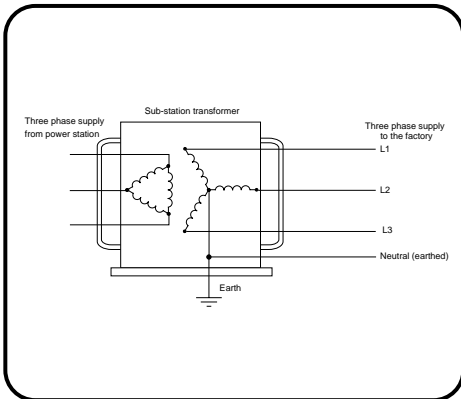 Sub-station transformer
Three phase supply
from power station
Three phase supply
to the factory
L1
L2
L3
Neutral (earthed)
Earth